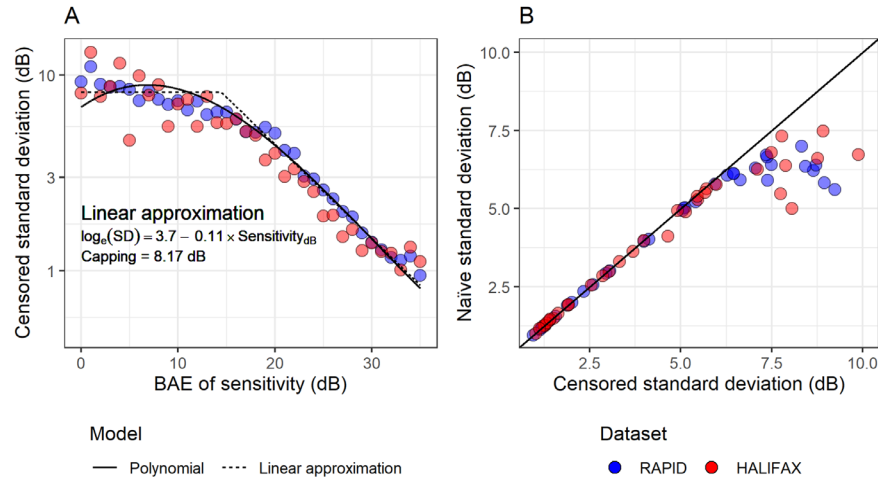 A
B
Censored standard deviation (dB)
10
3
1
Linear approximation
logₑ(SD) = 3.7 − 0.11 × Sensitivity_dB
Capping = 8.17 dB
0
10
20
30
BAE of sensitivity (dB)
Naïve standard deviation (dB)
10.0
7.5
5.0
2.5
2.5
5.0
7.5
10.0
Censored standard deviation (dB)
Model
Polynomial
Linear approximation
Dataset
RAPID
HALIFAX